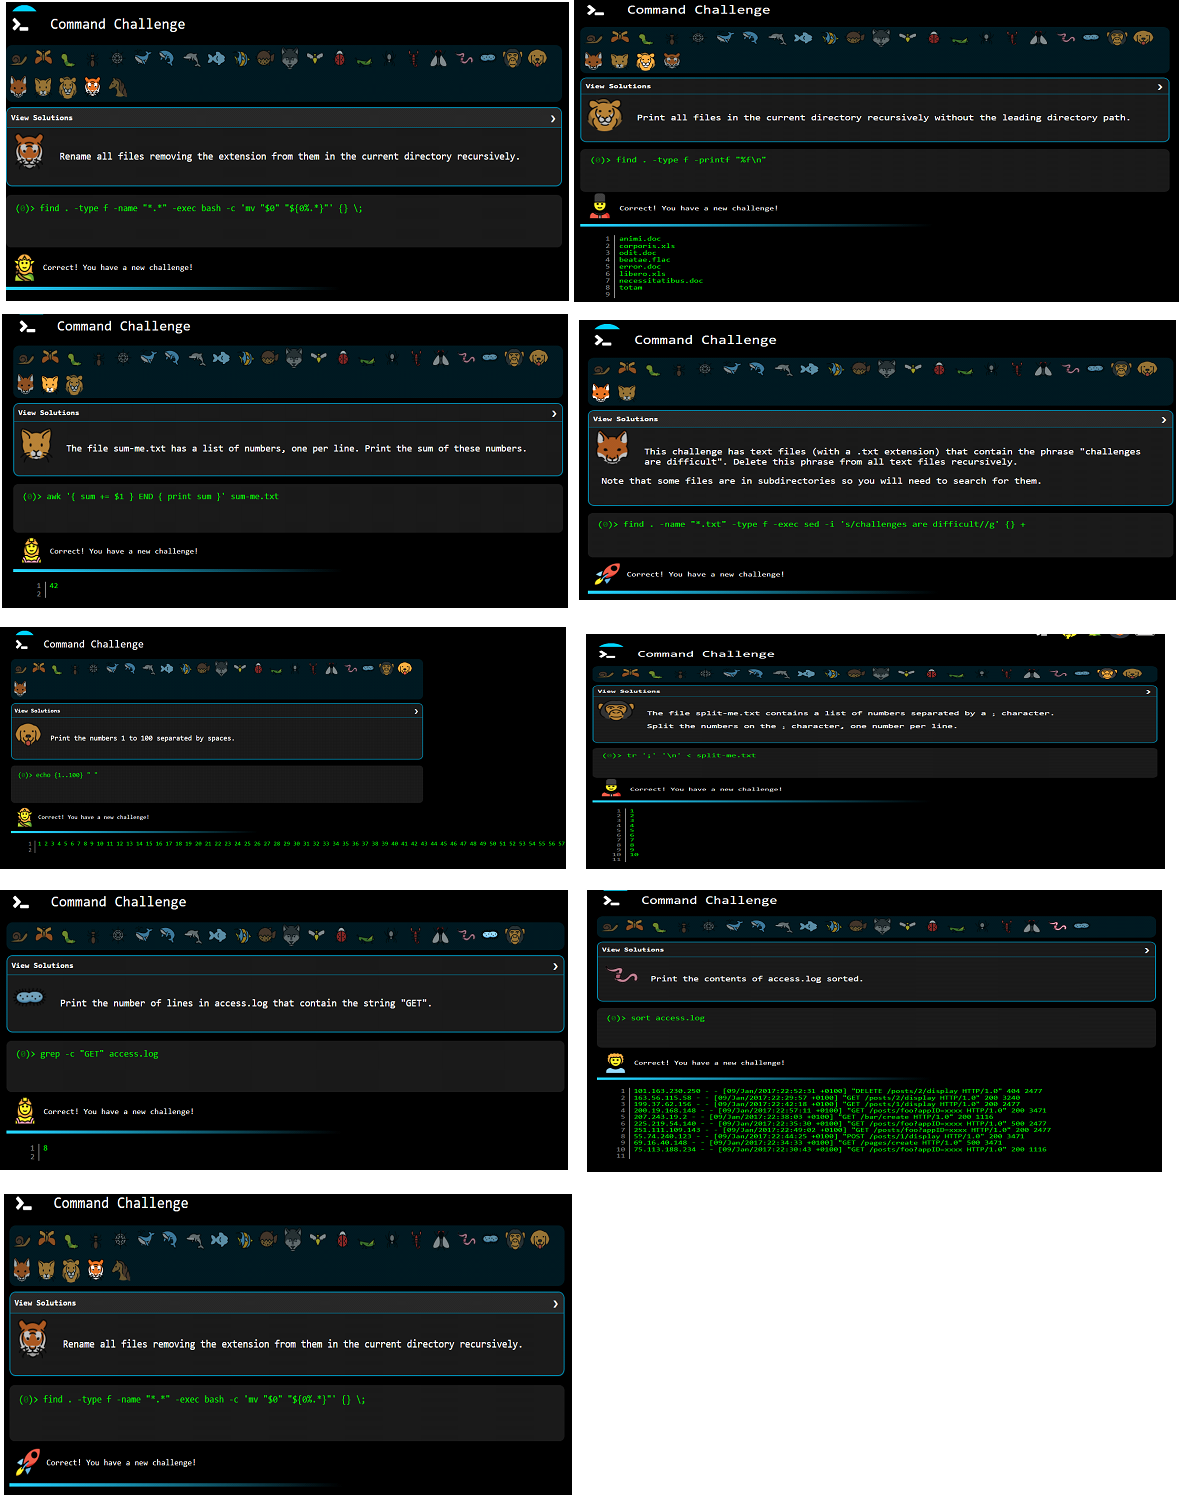 Command Challenge
View Solutions
Rename all files removing the extension from them in the current directory recursively.
(0)> find . -type f -name "*.*" -exec bash -c 'mv "$0" "${0%.*}"' {} \;
Correct! You have a new challenge!
Command Challenge
View Solutions
Print all files in the current directory recursively without the leading directory path.
(0)> find . -type f -printf "%f\n"
Correct! You have a new challenge!
1 animi.doc
2 corporis.xls
3 odit.doc
4 beatae.flac
5 error.doc
6 libero.xls
7 necessitatibus.doc
8 totam
9
Command Challenge
View Solutions
The file sum-me.txt has a list of numbers, one per line. Print the sum of these numbers.
(0)> awk '{ sum += $1 } END { print sum }' sum-me.txt
Correct! You have a new challenge!
1 42
2
Command Challenge
View Solutions
This challenge has text files (with a .txt extension) that contain the phrase "challenges
are difficult". Delete this phrase from all text files recursively.
Note that some files are in subdirectories so you will need to search for them.
(0)> find . -name "*.txt" -type f -exec sed -i 's/challenges are difficult//g' {} +
Correct! You have a new challenge!
Command Challenge
View Solutions
Print the numbers 1 to 100 separated by spaces.
(0)> echo {1..100} " "
Correct! You have a new challenge!
1 1 2 3 4 5 6 7 8 9 10 11 12 13 14 15 16 17 18 19 20 21 22 23 24 25 26 27 28 29 30 31 32 33 34 35 36 37 38 39 40 41 42 43 44 45 46 47 48 49 50 51 52 53 54 55 56 57
2
Command Challenge
View Solutions
The file split-me.txt contains a list of numbers separated by a ; character.
Split the numbers on the ; character, one number per line.
(0)> tr ';' '\n' < split-me.txt
Correct! You have a new challenge!
1 1
2 2
3 3
4 4
5 5
6 6
7 7
8 8
9 9
10 10
11
Command Challenge
View Solutions
Print the number of lines in access.log that contain the string "GET".
(0)> grep -c "GET" access.log
Correct! You have a new challenge!
1 8
2
Command Challenge
View Solutions
Print the contents of access.log sorted.
(0)> sort access.log
Correct! You have a new challenge!
1 101.163.230.250 - - [09/Jan/2017:22:52:31 +0100] "DELETE /posts/2/display HTTP/1.0" 404 2477
2 163.56.115.58 - - [09/Jan/2017:22:29:57 +0100] "GET /posts/2/display HTTP/1.0" 200 3240
3 199.37.62.156 - - [09/Jan/2017:22:42:18 +0100] "GET /posts/1/display HTTP/1.0" 200 2477
4 200.19.168.148 - - [09/Jan/2017:22:57:11 +0100] "GET /posts/foo?appID=xxxx HTTP/1.0" 200 3471
5 207.243.19.2 - - [09/Jan/2017:22:38:03 +0100] "GET /bar/create HTTP/1.0" 200 1116
6 225.219.54.140 - - [09/Jan/2017:22:35:30 +0100] "GET /posts/foo?appID=xxxx HTTP/1.0" 500 2477
7 251.111.109.143 - - [09/Jan/2017:22:49:02 +0100] "GET /posts/foo?appID=xxxx HTTP/1.0" 200 2477
8 55.74.240.123 - - [09/Jan/2017:22:44:25 +0100] "POST /posts/1/display HTTP/1.0" 200 3471
9 69.16.40.148 - - [09/Jan/2017:22:34:33 +0100] "GET /pages/create HTTP/1.0" 500 3471
10 75.113.188.234 - - [09/Jan/2017:22:30:43 +0100] "GET /posts/foo?appID=xxxx HTTP/1.0" 200 1116
11
Command Challenge
View Solutions
Rename all files removing the extension from them in the current directory recursively.
(0)> find . -type f -name "*.*" -exec bash -c 'mv "$0" "${0%.*}"' {} \;
Correct! You have a new challenge!